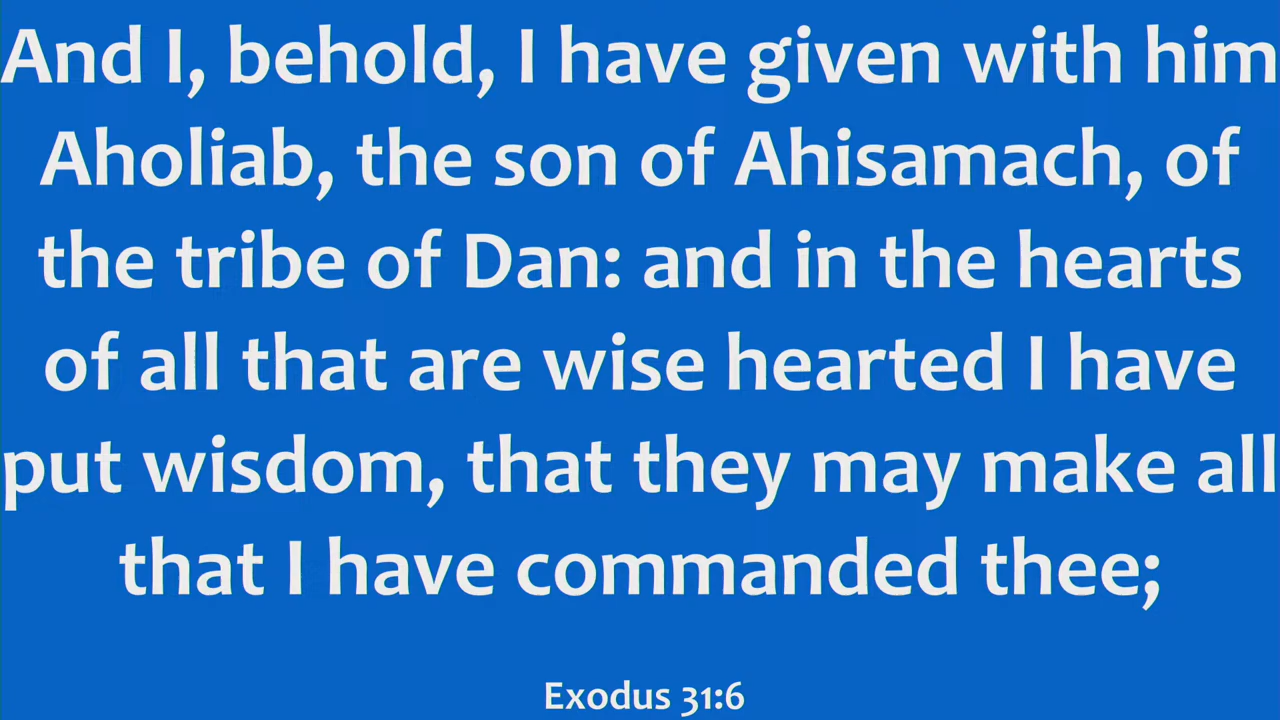 And I, behold, I have given with him
Aholiab, the son of Ahisamach, of
the tribe of Dan: and in the hearts
of all that are wise hearted I have
put wisdom, that they may make all
that I have commanded thee;
Exodus 31:6